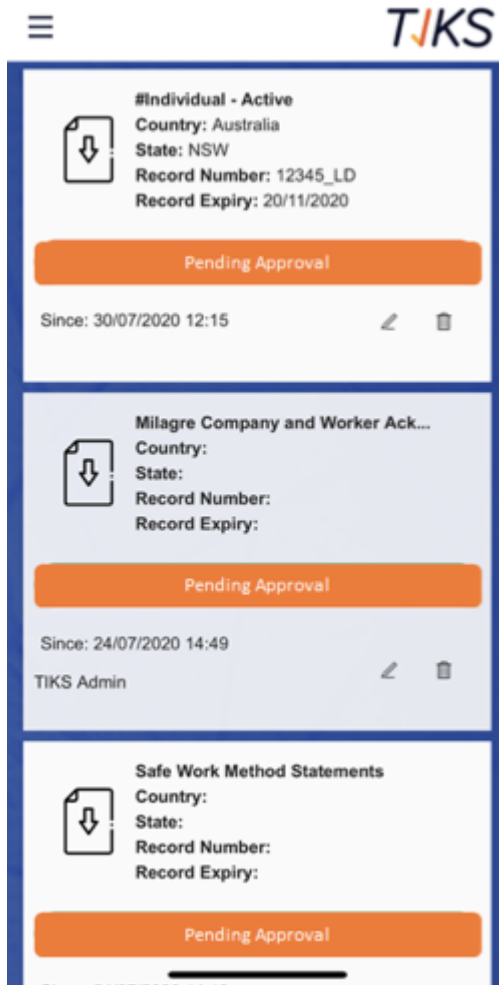 TIKS
#Individual - Active
Country: Australia
State: NSW
Record Number: 12345_LD
Record Expiry: 20/11/2020
Pending Approval
Since: 30/07/2020 12:15
Milagre Company and Worker Ack...
Country:
State:
Record Number:
Record Expiry:
Pending Approval
Since: 24/07/2020 14:49
TIKS Admin
Safe Work Method Statements
Country:
State:
Record Number:
Record Expiry:
Pending Approval